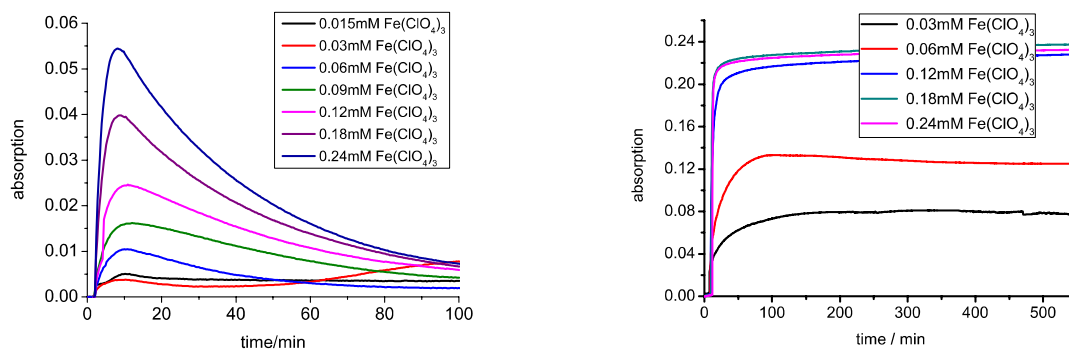 0.06
0.05
0.04
0.03
0.02
0.01
0.00
absorption
0 20 40 60 80 100
time/min
0.015mM Fe(ClO₄)₃
0.03mM Fe(ClO₄)₃
0.06mM Fe(ClO₄)₃
0.09mM Fe(ClO₄)₃
0.12mM Fe(ClO₄)₃
0.18mM Fe(ClO₄)₃
0.24mM Fe(ClO₄)₃
0.24
0.20
0.16
0.12
0.08
0.04
0.00
absorption
0 100 200 300 400 500
time / min
0.03mM Fe(ClO₄)₃
0.06mM Fe(ClO₄)₃
0.12mM Fe(ClO₄)₃
0.18mM Fe(ClO₄)₃
0.24mM Fe(ClO₄)₃